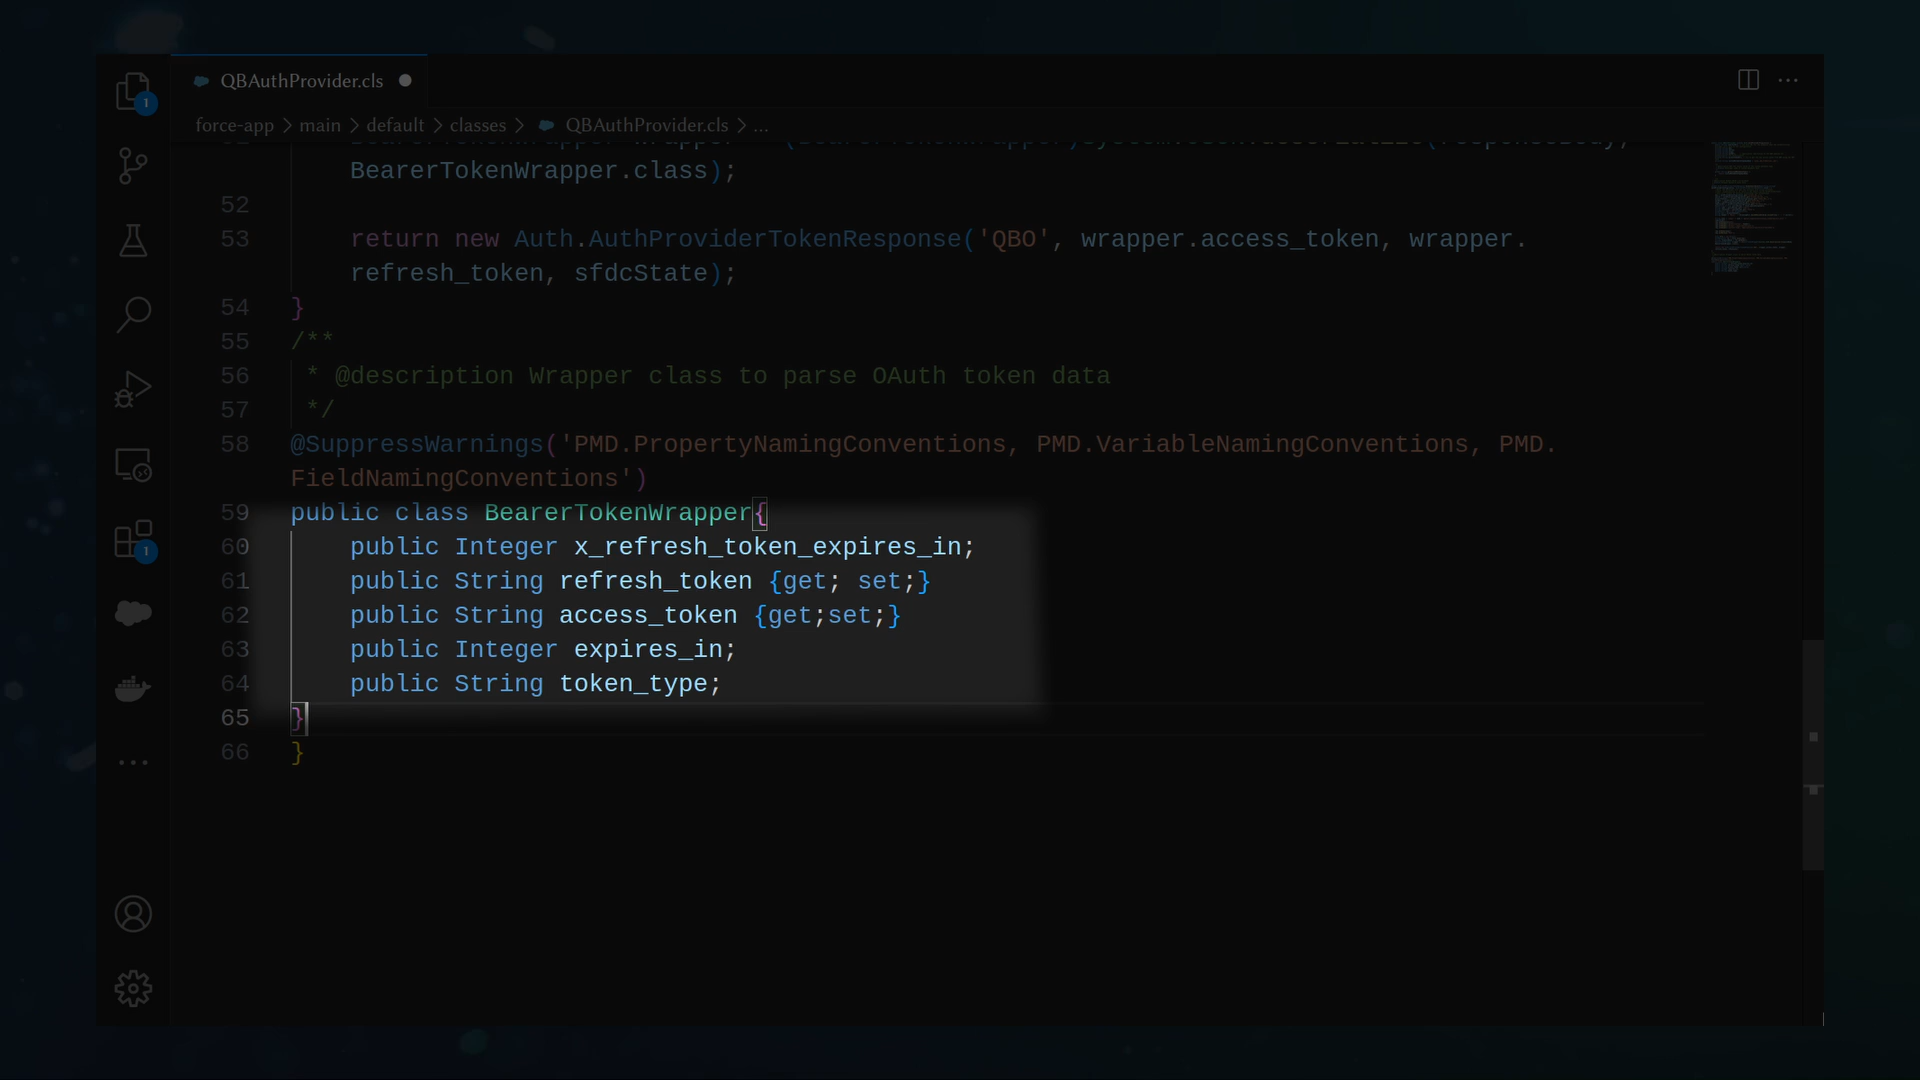 QBAuthProvider.cls
force-app > main > default > classes > QBAuthProvider.cls > ...
BearerTokenWrapper.class);
52
53 return new Auth.AuthProviderTokenResponse('QBO', wrapper.access_token, wrapper.
refresh_token, sfdcState);
54 }
55 /**
56 * @description Wrapper class to parse OAuth token data
57 */
58 @SuppressWarnings('PMD.PropertyNamingConventions, PMD.VariableNamingConventions, PMD.
FieldNamingConventions')
59 public class BearerTokenWrapper{
60 public Integer x_refresh_token_expires_in;
61 public String refresh_token {get; set;}
62 public String access_token {get;set;}
63 public Integer expires_in;
64 public String token_type;
65 }
66 }
1
1